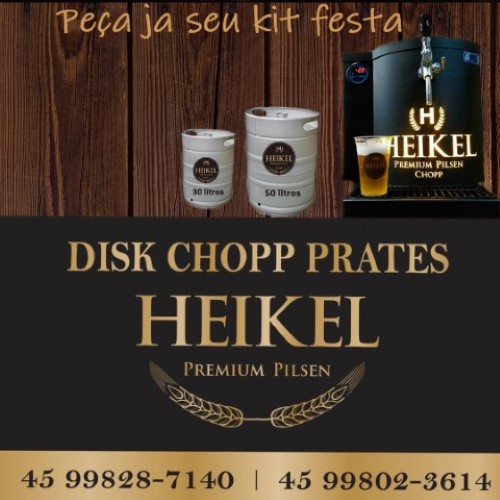 Peça ja seu kit festa
H
HEIKEL
PREMIUM PILSEN
CHOPP
HEIKEL
30 litros
HEIKEL
50 litros
DISK CHOPP PRATES
HEIKEL
PREMIUM PILSEN
45 99828-7140 | 45 99802-3614